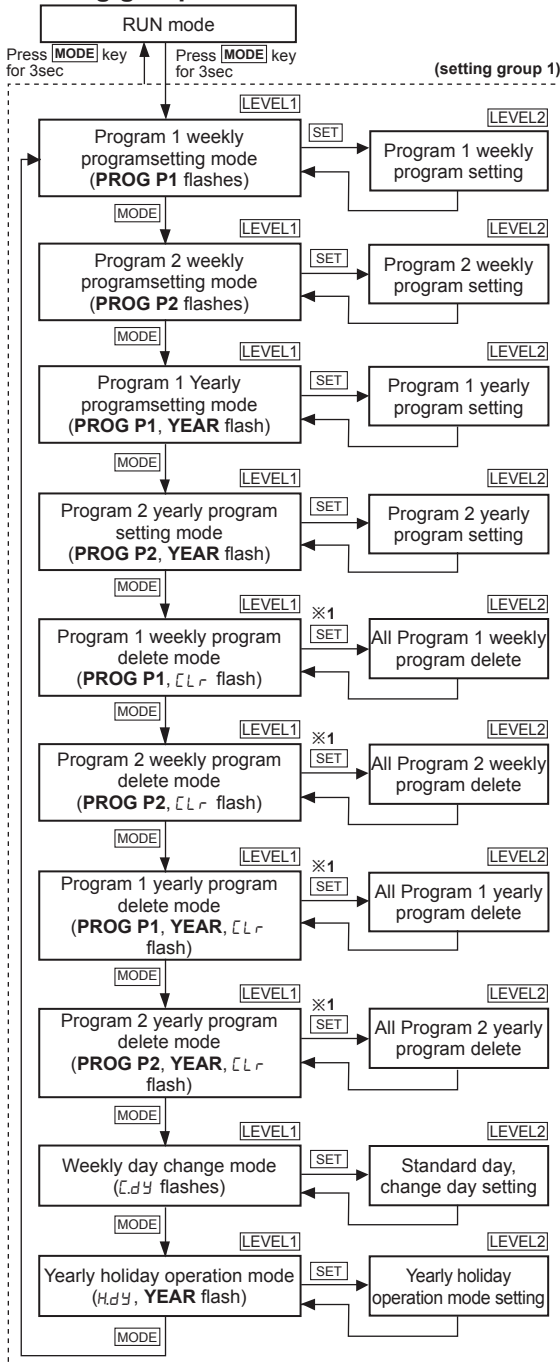 RUN mode
Press MODE key
for 3sec
Press MODE key
for 3sec
(setting group 1)
LEVEL1
Program 1 weekly
programsetting mode
(PROG P1 flashes)
SET
LEVEL2
Program 1 weekly
program setting
MODE
LEVEL1
Program 2 weekly
programsetting mode
(PROG P2 flashes)
SET
LEVEL2
Program 2 weekly
program setting
MODE
LEVEL1
Program 1 Yearly
programsetting mode
(PROG P1, YEAR flash)
SET
LEVEL2
Program 1 yearly
program setting
MODE
LEVEL1
Program 2 yearly program
setting mode
(PROG P2, YEAR flash)
SET
LEVEL2
Program 2 yearly
program setting
MODE
LEVEL1
Program 1 weekly program
delete mode
(PROG P1, CLr flash)
※1
SET
LEVEL2
All Program 1 weekly
program delete
MODE
LEVEL1
Program 2 weekly program
delete mode
(PROG P2, CLr flash)
※1
SET
LEVEL2
All Program 2 weekly
program delete
MODE
LEVEL1
Program 1 yearly program
delete mode
(PROG P1, YEAR, CLr
flash)
※1
SET
LEVEL2
All Program 1 yearly
program delete
MODE
LEVEL1
Program 2 yearly program
delete mode
(PROG P2, YEAR, CLr
flash)
※1
SET
LEVEL2
All Program 2 yearly
program delete
MODE
LEVEL1
Weekly day change mode
(C.dY flashes)
SET
LEVEL2
Standard day,
change day setting
MODE
LEVEL1
Yearly holiday operation mode
(H.dY, YEAR flash)
SET
LEVEL2
Yearly holiday
operation mode setting
MODE